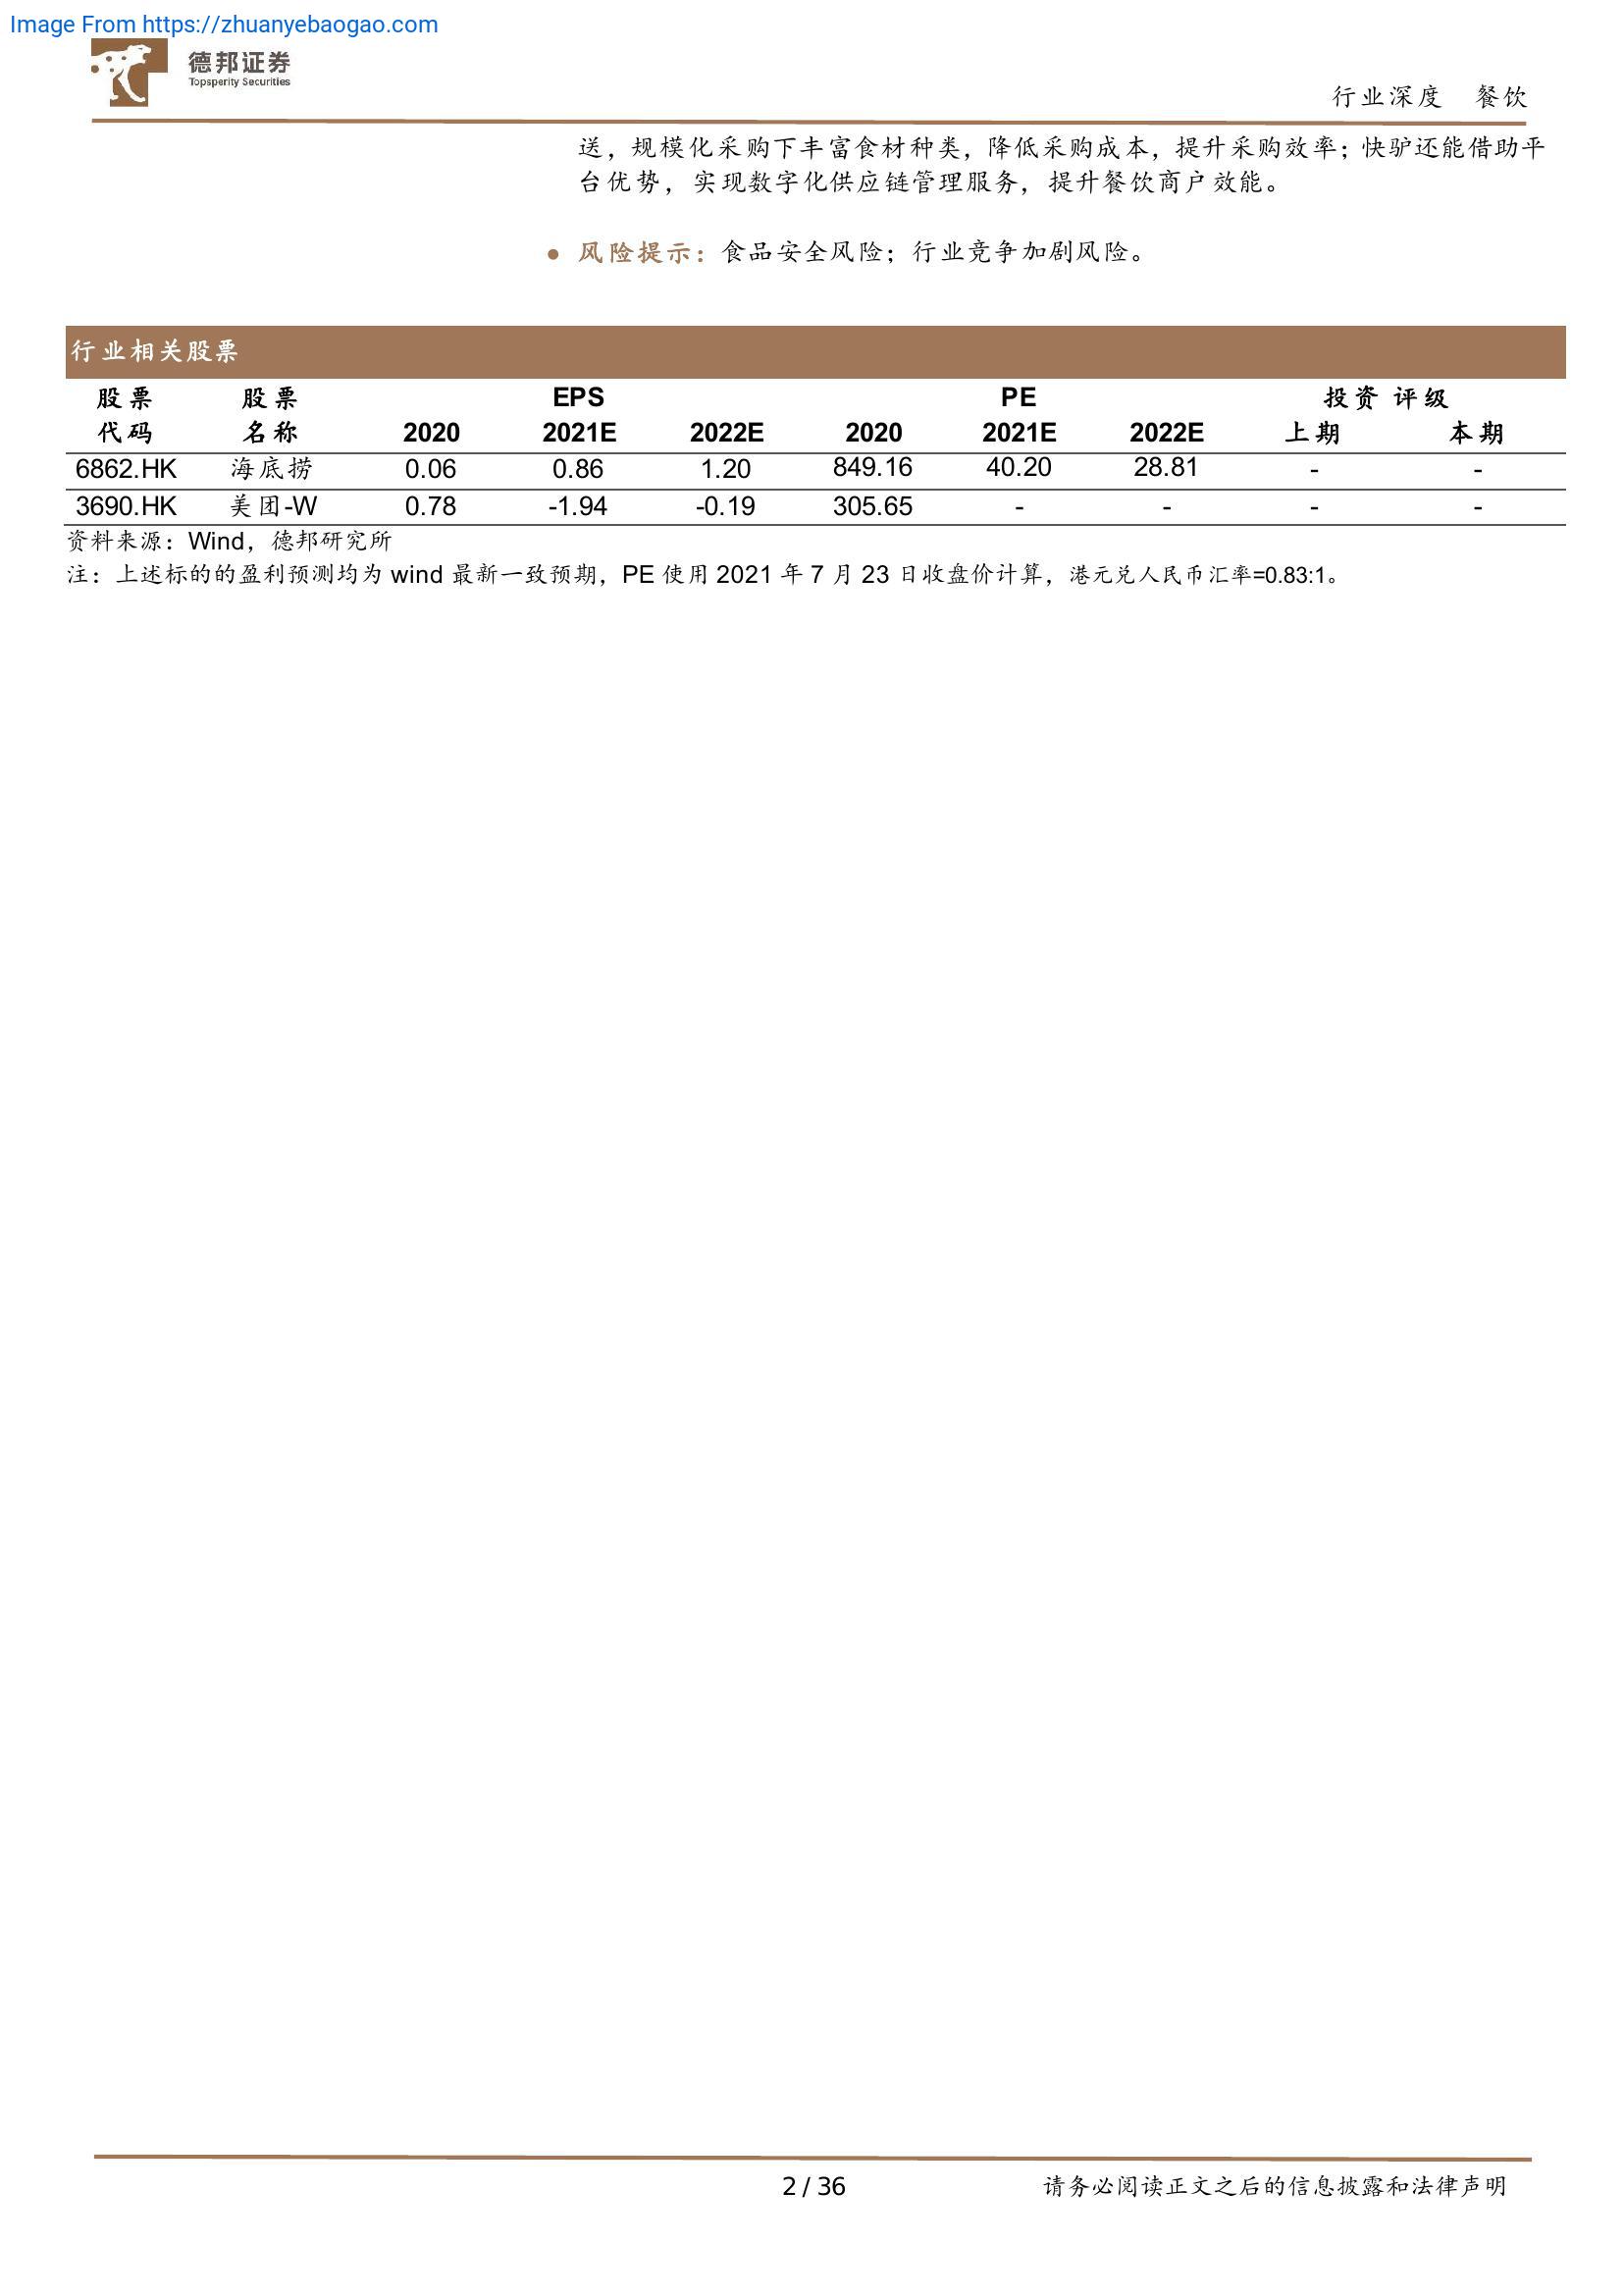 Image From https://zhuanyebaogao.com
德邦证券
Topsperity Securities
行业深度 餐饮
送，规模化采购下丰富食材种类，降低采购成本，提升采购效率；快驴还能借助平
台优势，实现数字化供应链管理服务，提升餐饮商户效能。
● 风险提示：食品安全风险；行业竞争加剧风险。
行业相关股票
股票 股票 EPS PE 投资评级
代码 名称 2020 2021E 2022E 2020 2021E 2022E 上期 本期
6862.HK 海底捞 0.06 0.86 1.20 849.16 40.20 28.81 - -
3690.HK 美团-W 0.78 -1.94 -0.19 305.65 - - - -
资料来源：Wind，德邦研究所
注：上述标的的盈利预测均为 wind 最新一致预期，PE 使用 2021 年 7 月 23 日收盘价计算，港元兑人民币汇率=0.83:1。
2 / 36 请务必阅读正文之后的信息披露和法律声明